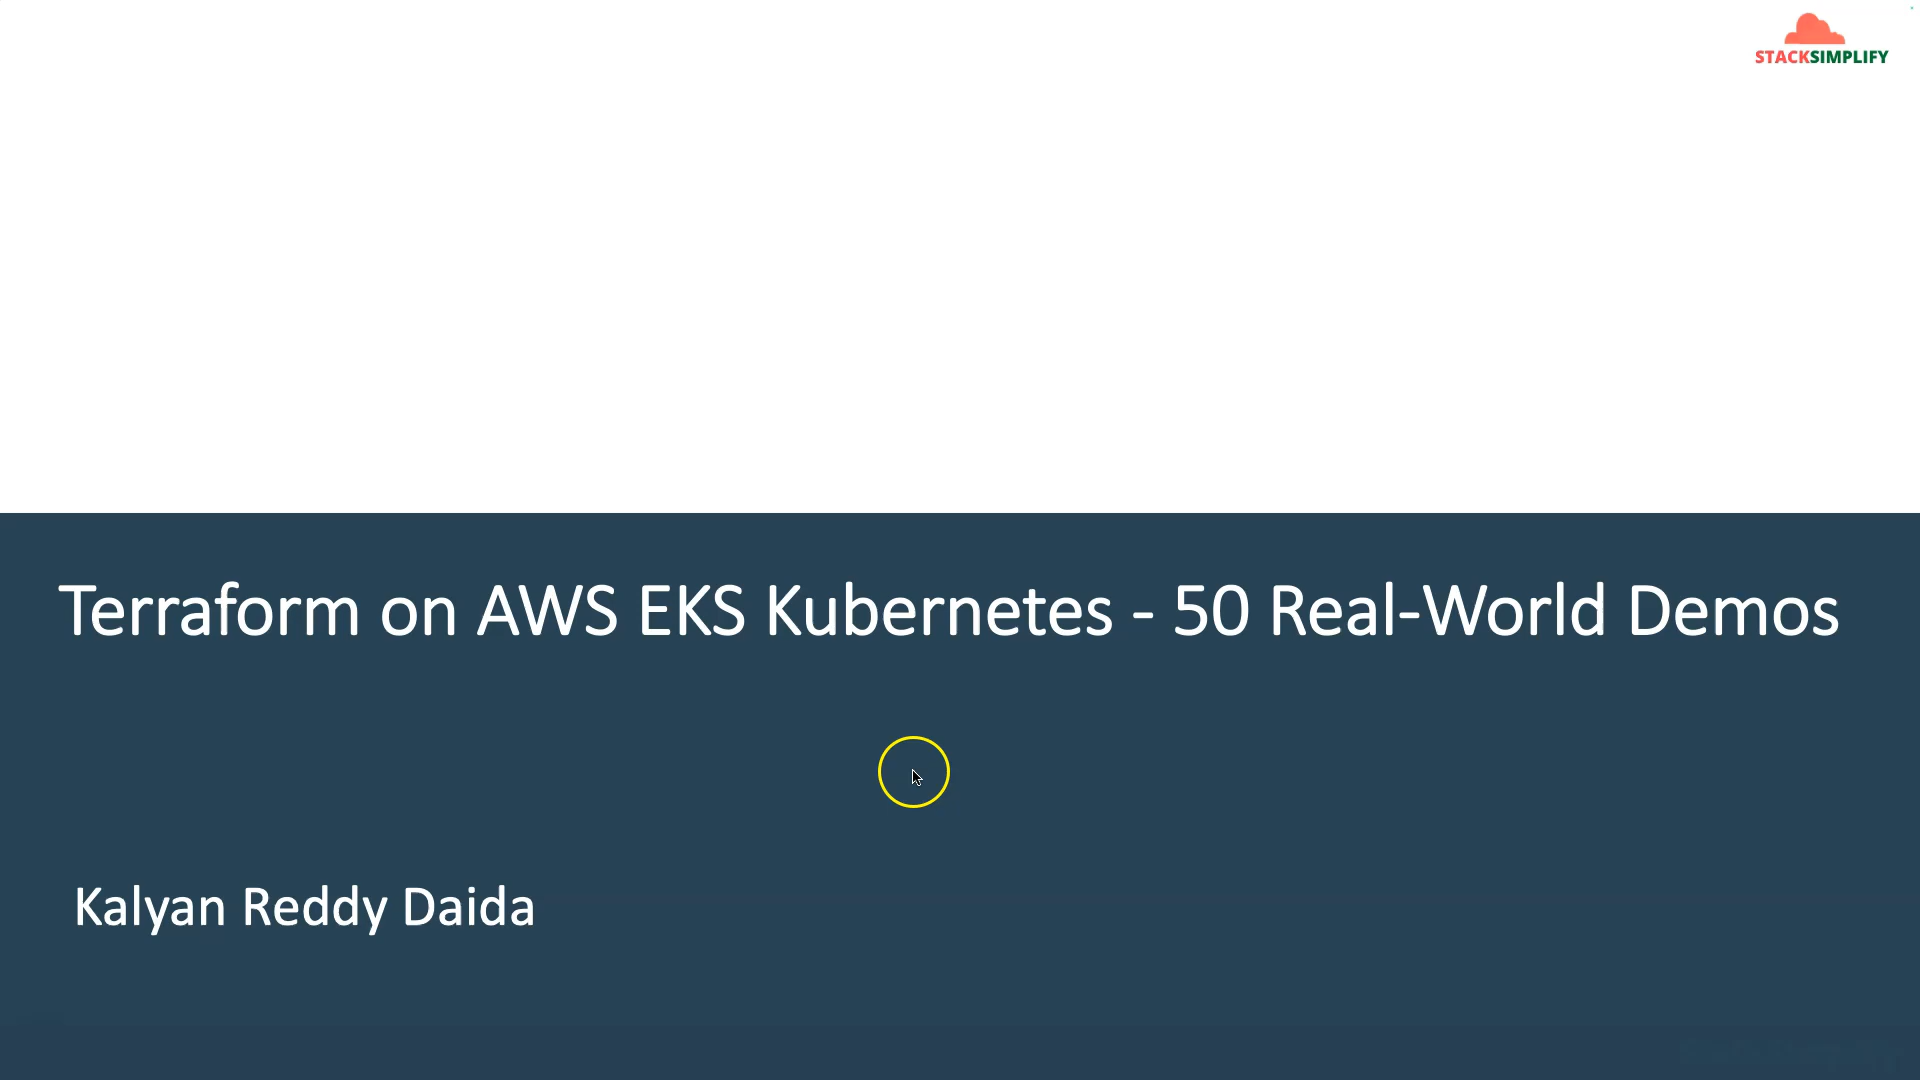 STACKSIMPLIFY
Terraform on AWS EKS Kubernetes - 50 Real-World Demos
Kalyan Reddy Daida